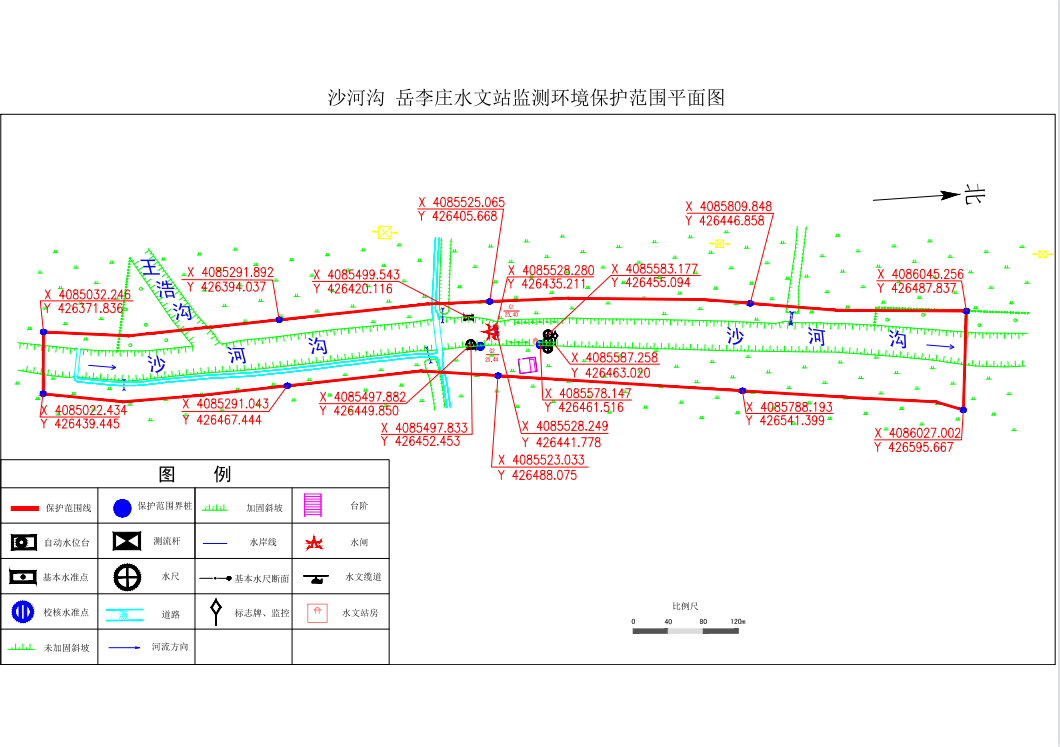 沙河沟 岳李庄水文站监测环境保护范围平面图
北
X 4085525.065
Y 426405.668
X 4085809.848
Y 426446.858
X 4085291.892
Y 426394.037
X 4085499.543
Y 426420.116
X 4085528.280
Y 426435.211
X 4085583.177
Y 426455.094
X 4086045.256
Y 426487.837
X 4085032.246
Y 426371.836
王浩沟
沙河沟
沙河沟
X 4085587.258
Y 426463.020
X 4085578.147
Y 426461.516
X 4085022.434
Y 426439.445
X 4085291.043
Y 426467.444
X 4085497.882
Y 426449.850
X 4085497.833
Y 426452.453
X 4085528.249
Y 426441.778
X 4085788.193
Y 426541.399
X 4086027.002
Y 426595.667
X 4085523.033
Y 426488.075
图 例
保护范围线 保护范围界桩 加固斜坡 台阶
自动水位台 测流杆 水岸线 水闸
基本水准点 水尺 基本水尺断面 水文缆道
校核水准点 道路 标志牌、监控 水文站房
未加固斜坡 河流方向
比例尺
0 40 80 120m